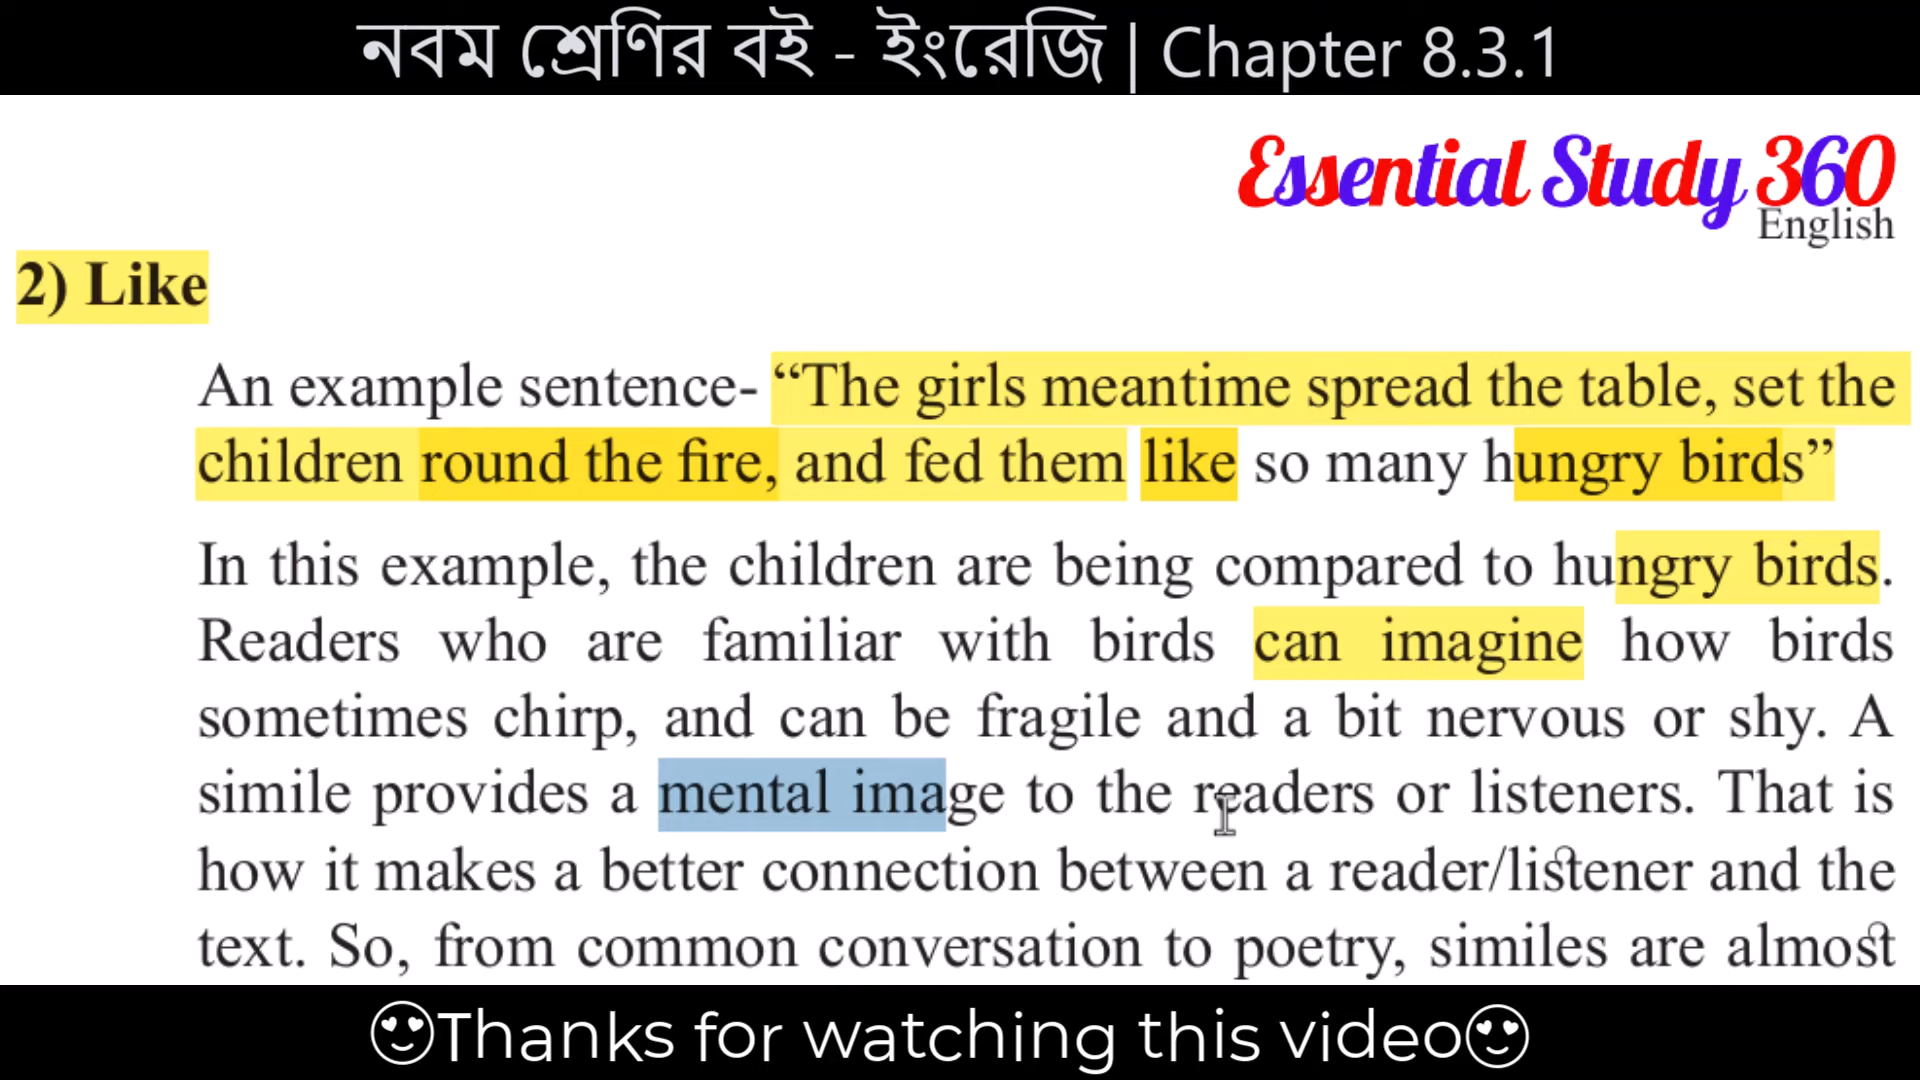 নবম শ্রেণির বই - ইংরেজি | Chapter 8.3.1
Essential Study 360
English
2) Like
An example sentence- “The girls meantime spread the table, set the
children round the fire, and fed them like so many hungry birds”
In this example, the children are being compared to hungry birds.
Readers who are familiar with birds can imagine how birds
sometimes chirp, and can be fragile and a bit nervous or shy. A
simile provides a mental image to the readers or listeners. That is
how it makes a better connection between a reader/listener and the
text. So, from common conversation to poetry, similes are almost
😍Thanks for watching this video😍